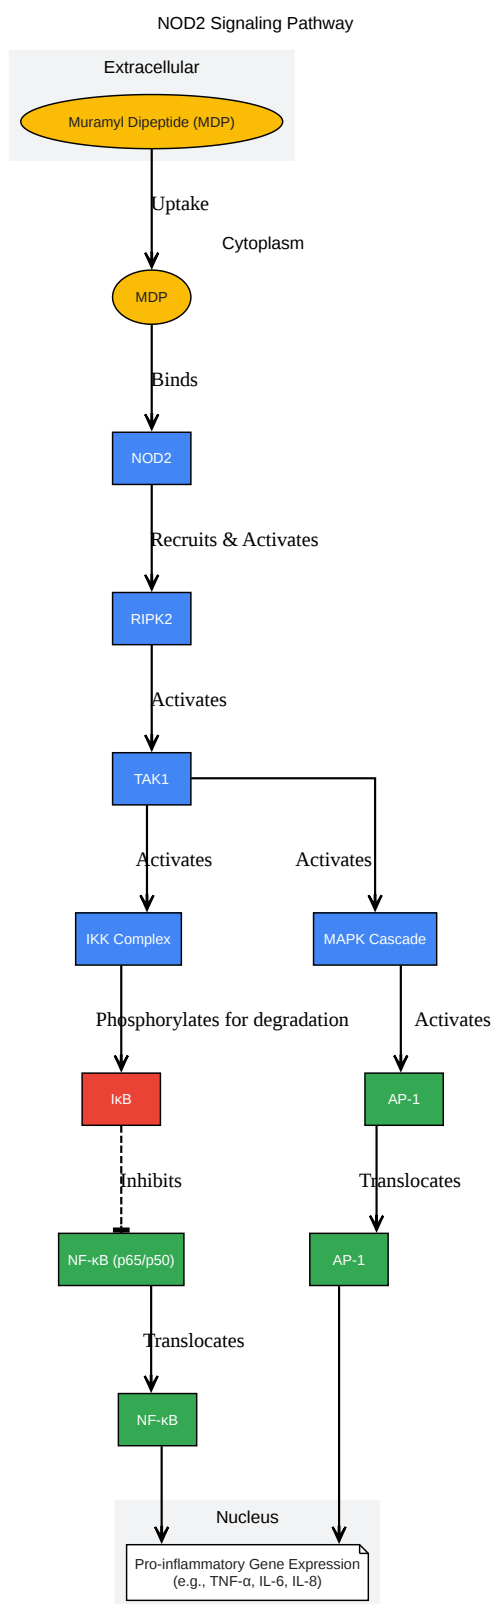 NOD2 Signaling Pathway
Extracellular
Muramyl Dipeptide (MDP)
Uptake
Cytoplasm
MDP
Binds
NOD2
Recruits & Activates
RIPK2
Activates
TAK1
Activates
Activates
IKK Complex
MAPK Cascade
Phosphorylates for degradation
Activates
IκB
AP-1
Inhibits
Translocates
NF-κB (p65/p50)
AP-1
Translocates
NF-κB
Nucleus
Pro-inflammatory Gene Expression
(e.g., TNF-α, IL-6, IL-8)